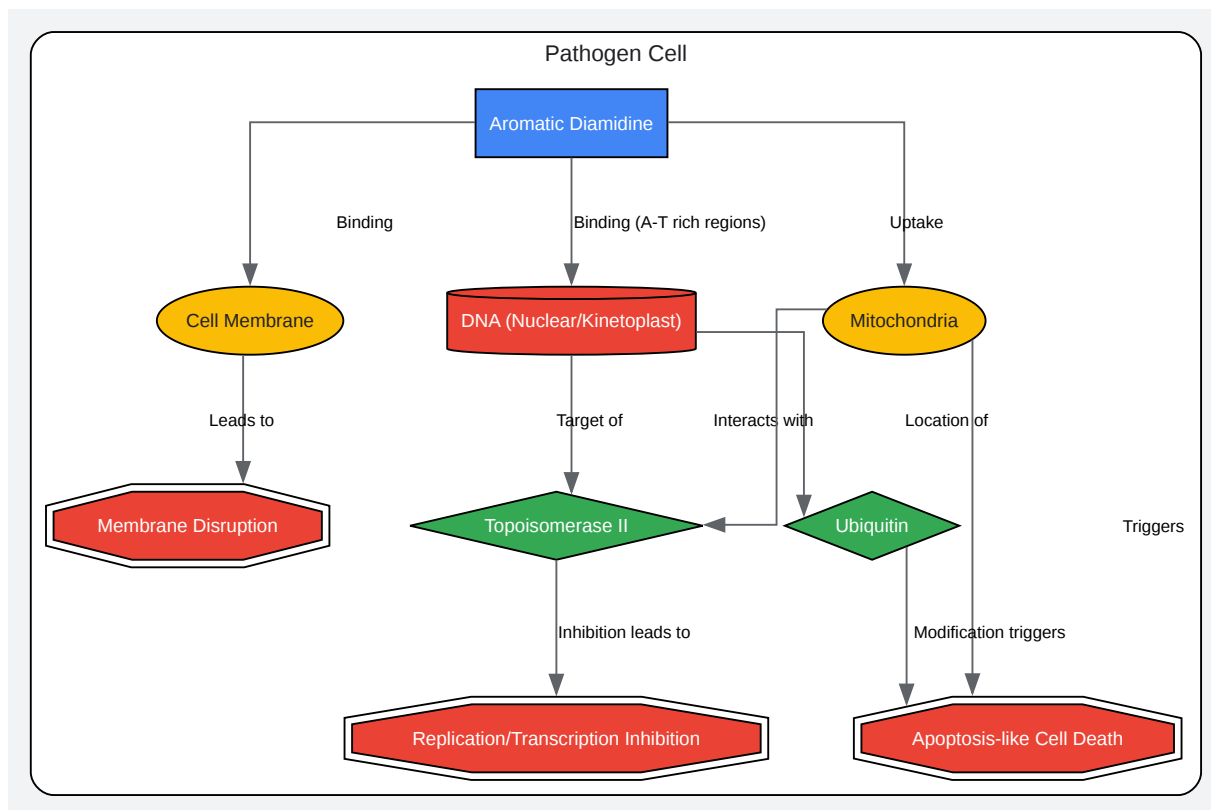 Pathogen Cell
Aromatic Diamidine
Binding
Binding (A-T rich regions)
Uptake
Cell Membrane
DNA (Nuclear/Kinetoplast)
Mitochondria
Leads to
Target of
Interacts with
Location of
Membrane Disruption
Topoisomerase II
Ubiquitin
Triggers
Inhibition leads to
Modification triggers
Replication/Transcription Inhibition
Apoptosis-like Cell Death